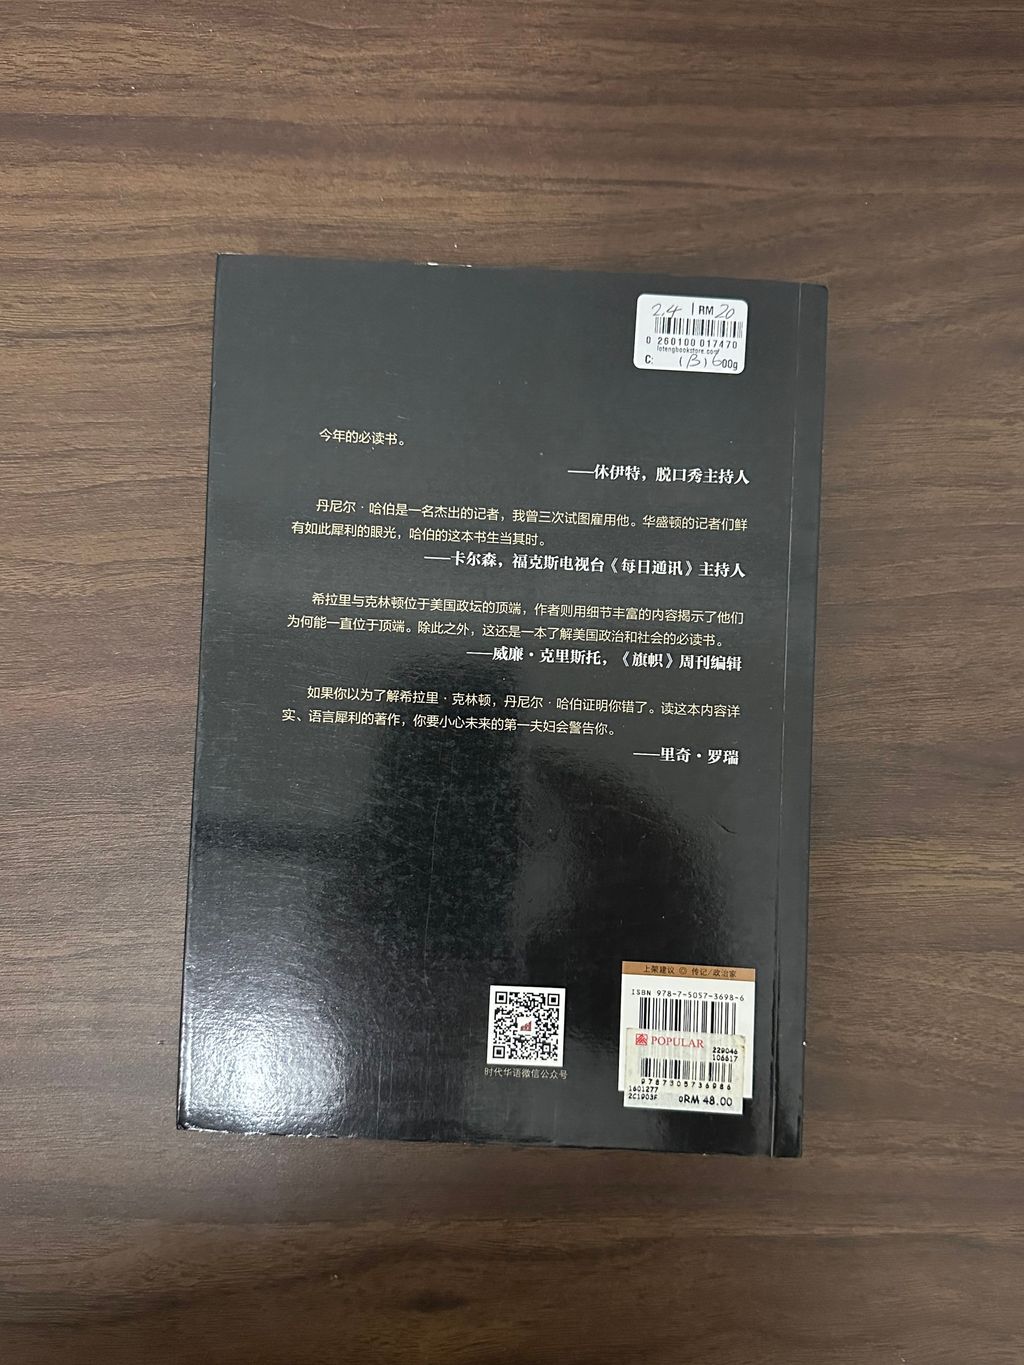 2.4 RM 20
0 260100 017470
lotengbookstore.com
C: (B) 600g
今年的必读书。
——休伊特，脱口秀主持人
丹尼尔·哈伯是一名杰出的记者，我曾三次试图雇用他。华盛顿的记者们鲜
有如此犀利的眼光，哈伯的这本书生当其时。
——卡尔森，福克斯电视台《每日通讯》主持人
希拉里与克林顿位于美国政坛的顶端，作者则用细节丰富的内容揭示了他们
为何能一直位于顶端。除此之外，这还是一本了解美国政治和社会的必读书。
——威廉·克里斯托，《旗帜》周刊编辑
如果你以为了解希拉里·克林顿，丹尼尔·哈伯证明你错了。读这本内容详
实、语言犀利的著作，你要小心未来的第一夫妇会警告你。
——里奇·罗瑞
时代华语微信公众号
上架建议 ◎ 传记/政治家
ISBN 978-7-5057-3698-6
POPULAR
229046
106617
9787505736986
1601277
2C1903F
RM 48.00